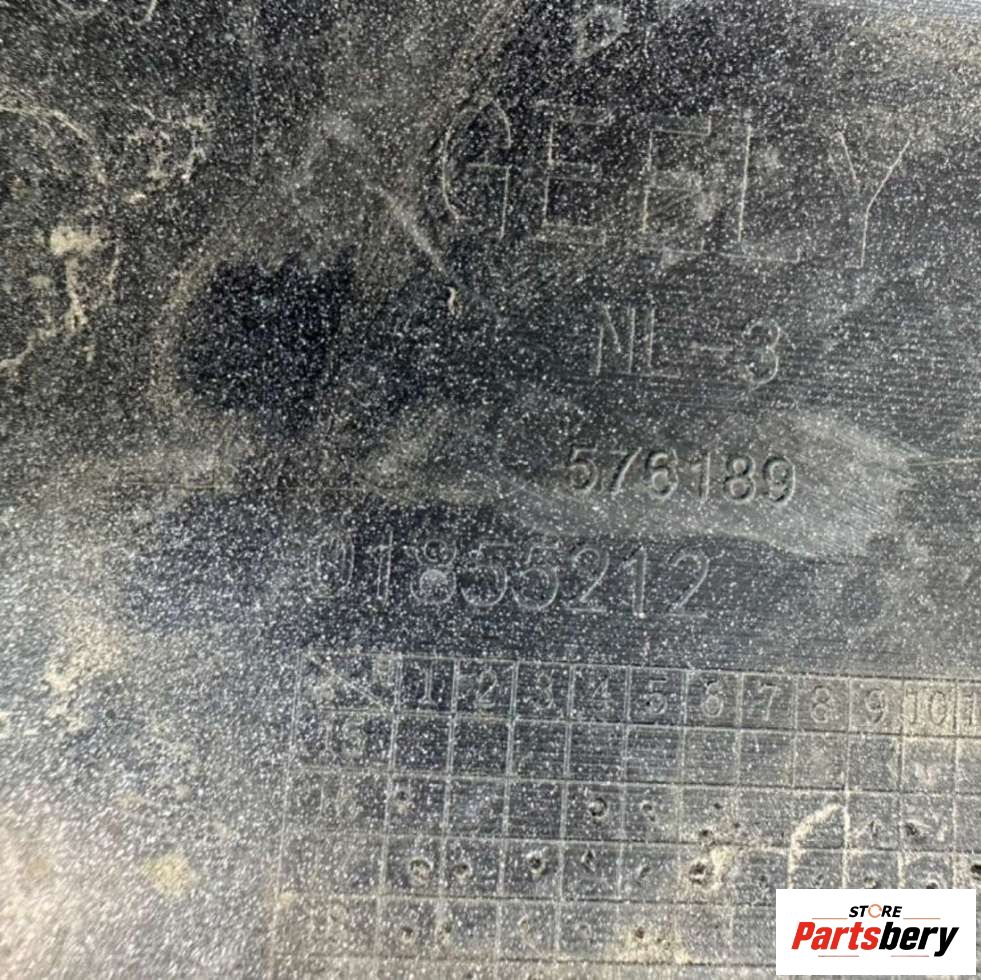 GEELY
NL-3
576189
01855212
1 2 3 4 5 6 7 8 9 10
STORE
Partsbery